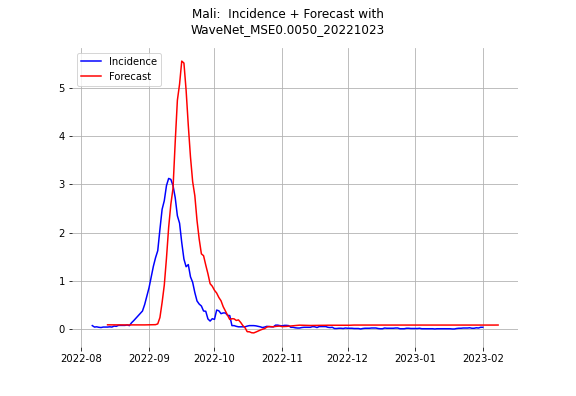 Mali:  Incidence + Forecast with
WaveNet_MSE0.0050_20221023
Incidence
Forecast
5
4
3
2
1
0
2022-08 2022-09 2022-10 2022-11 2022-12 2023-01 2023-02